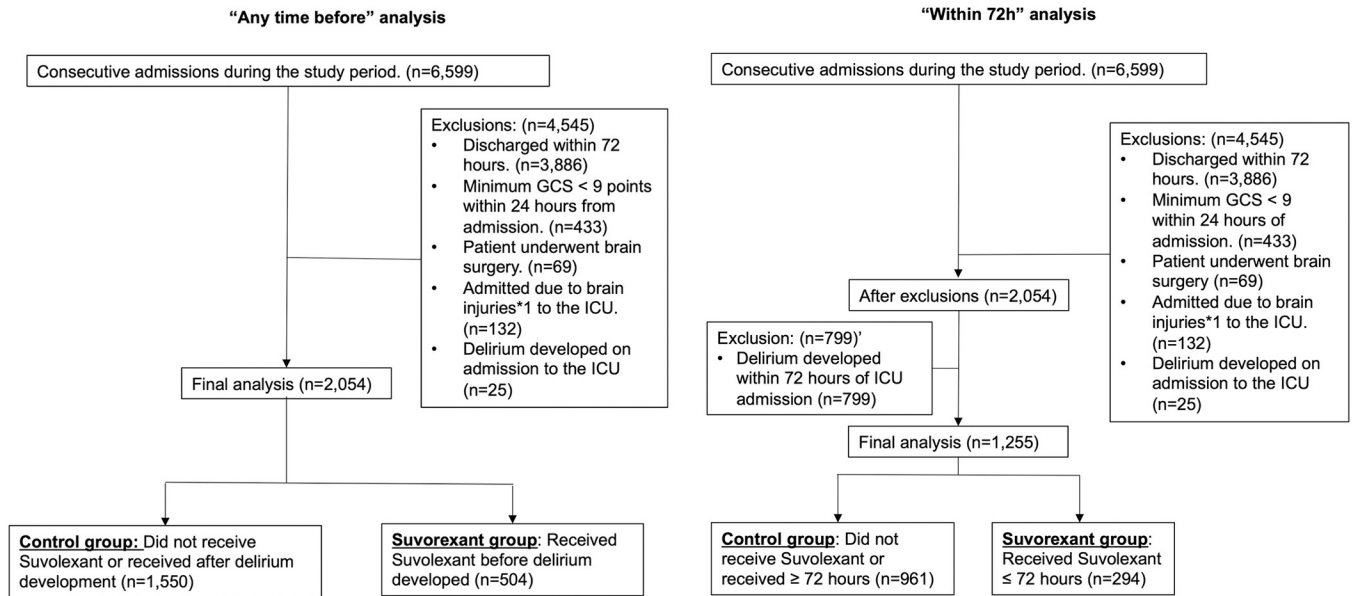 “Any time before” analysis
Consecutive admissions during the study period. (n=6,599)
Exclusions: (n=4,545)
• Discharged within 72
hours. (n=3,886)
• Minimum GCS < 9 points
within 24 hours from
admission. (n=433)
• Patient underwent brain
surgery. (n=69)
• Admitted due to brain
injuries*1 to the ICU.
(n=132)
• Delirium developed on
admission to the ICU
(n=25)
Final analysis (n=2,054)
Control group: Did not receive
Suvolexant or received after delirium
development (n=1,550)
Suvorexant group: Received
Suvolexant before delirium
developed (n=504)
“Within 72h” analysis
Consecutive admissions during the study period. (n=6,599)
Exclusions: (n=4,545)
• Discharged within 72
hours. (n=3,886)
• Minimum GCS < 9
within 24 hours of
admission. (n=433)
• Patient underwent brain
surgery (n=69)
• Admitted due to brain
injuries*1 to the ICU.
(n=132)
• Delirium developed on
admission to the ICU
(n=25)
After exclusions (n=2,054)
Exclusion: (n=799)’
• Delirium developed
within 72 hours of ICU
admission (n=799)
Final analysis (n=1,255)
Control group: Did not
receive Suvolexant or
received ≥ 72 hours (n=961)
Suvorexant group:
Received Suvolexant
≤ 72 hours (n=294)